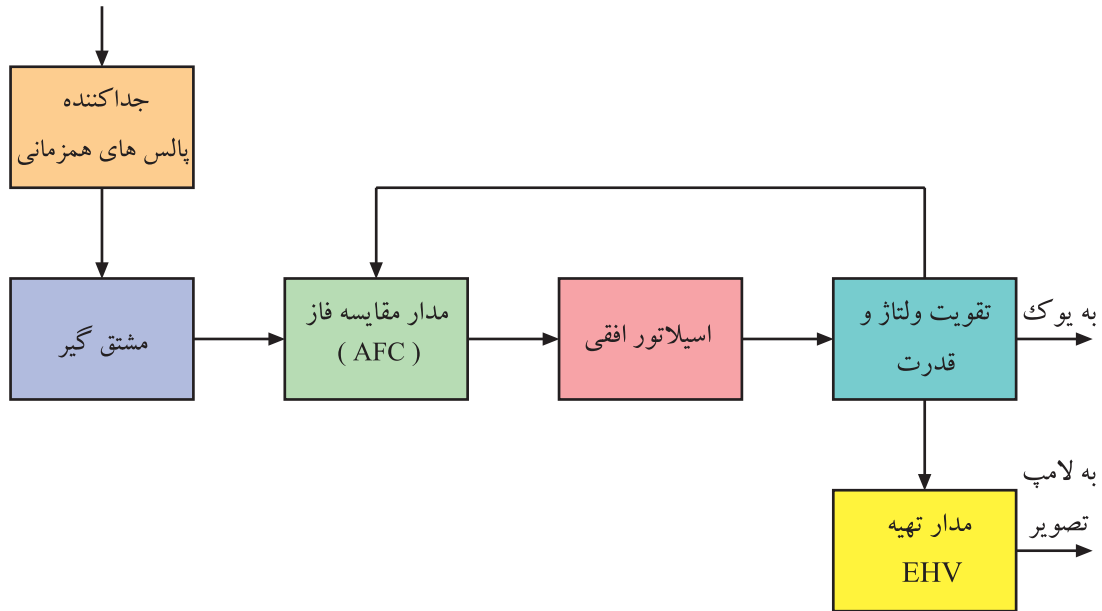 جداکننده
پالس های همزمانی
مشتق گیر
مدار مقایسه فاز
( AFC )
اسیلاتور افقی
تقویت ولتاژ و
قدرت
به یوک
مدار تهیه
EHV
به لامپ
تصویر